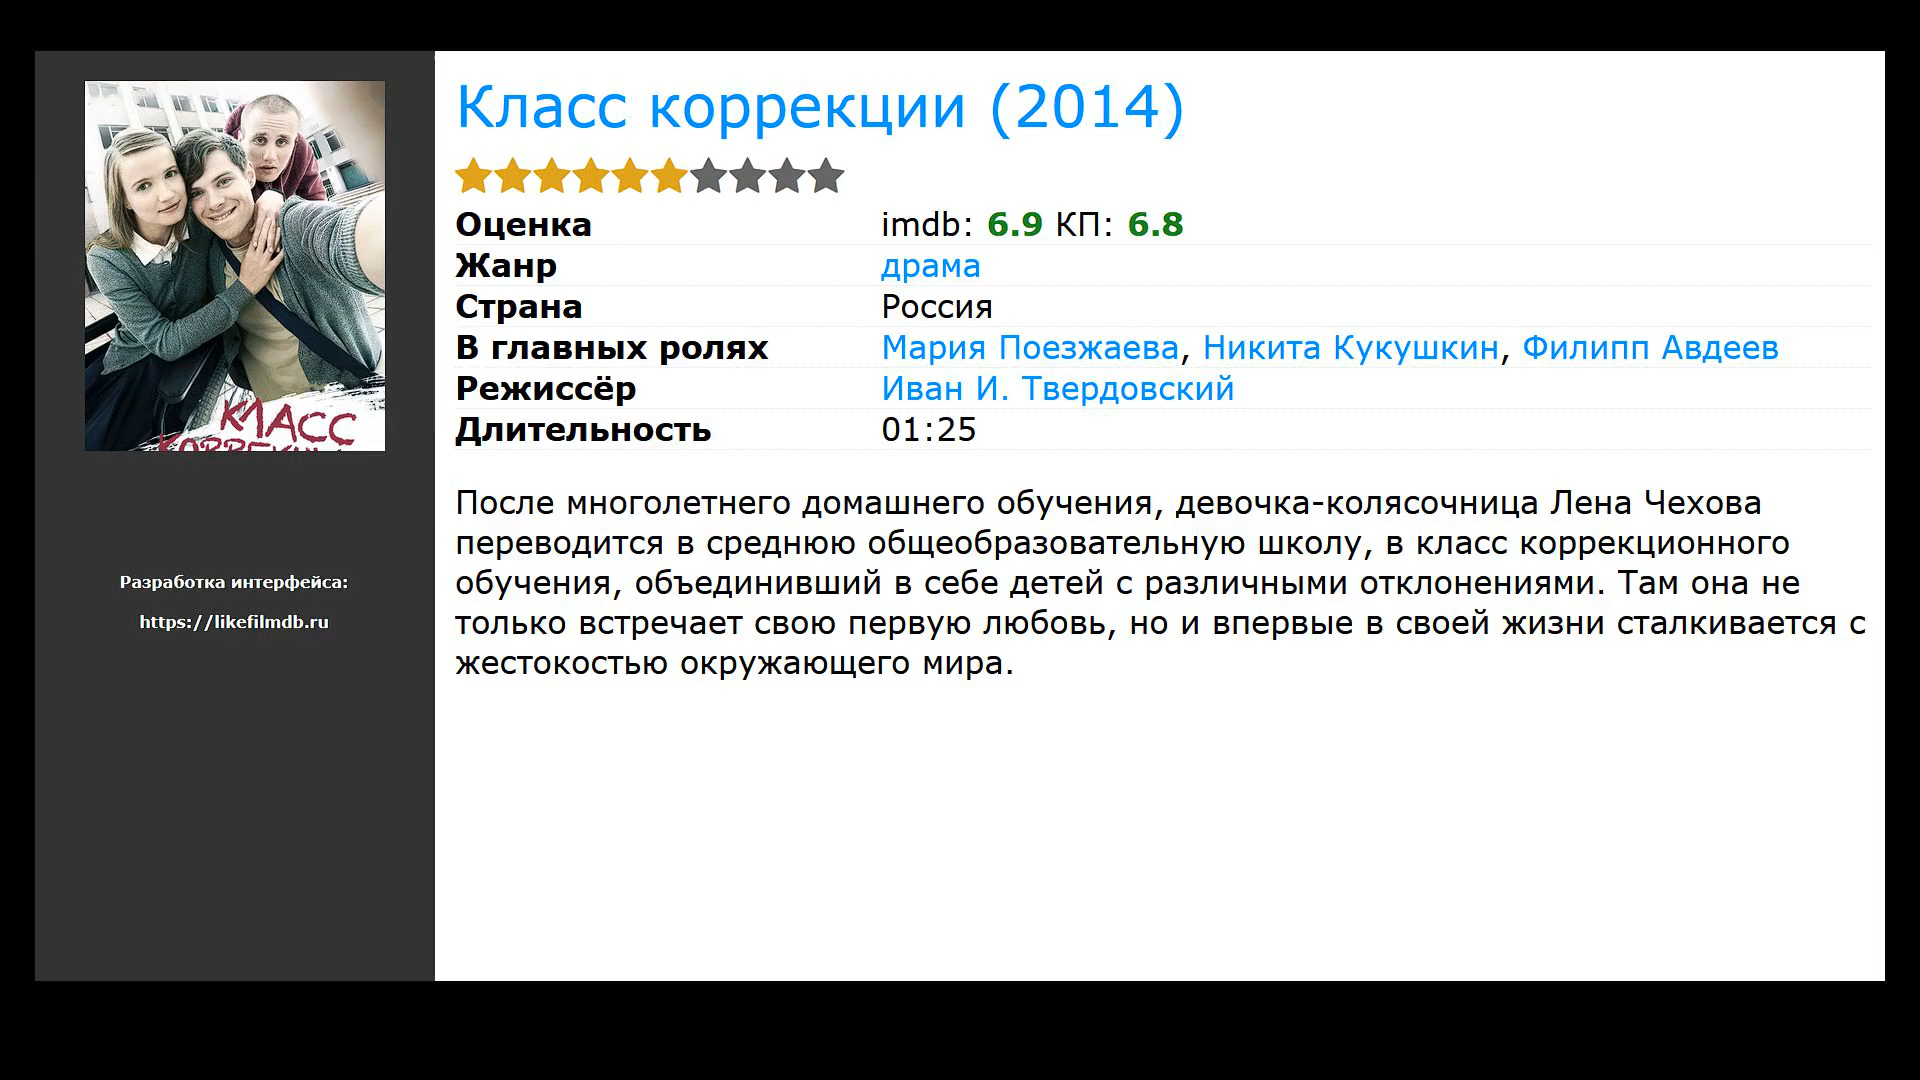 Класс коррекции (2014)
Оценка imdb: 6.9 КП: 6.8
Жанр драма
Страна Россия
В главных ролях Мария Поезжаева, Никита Кукушкин, Филипп Авдеев
Режиссёр Иван И. Твердовский
Длительность 01:25
После многолетнего домашнего обучения, девочка-колясочница Лена Чехова
переводится в среднюю общеобразовательную школу, в класс коррекционного
обучения, объединивший в себе детей с различными отклонениями. Там она не
только встречает свою первую любовь, но и впервые в своей жизни сталкивается с
жестокостью окружающего мира.
КЛАСС
Разработка интерфейса:
https://likefilmdb.ru